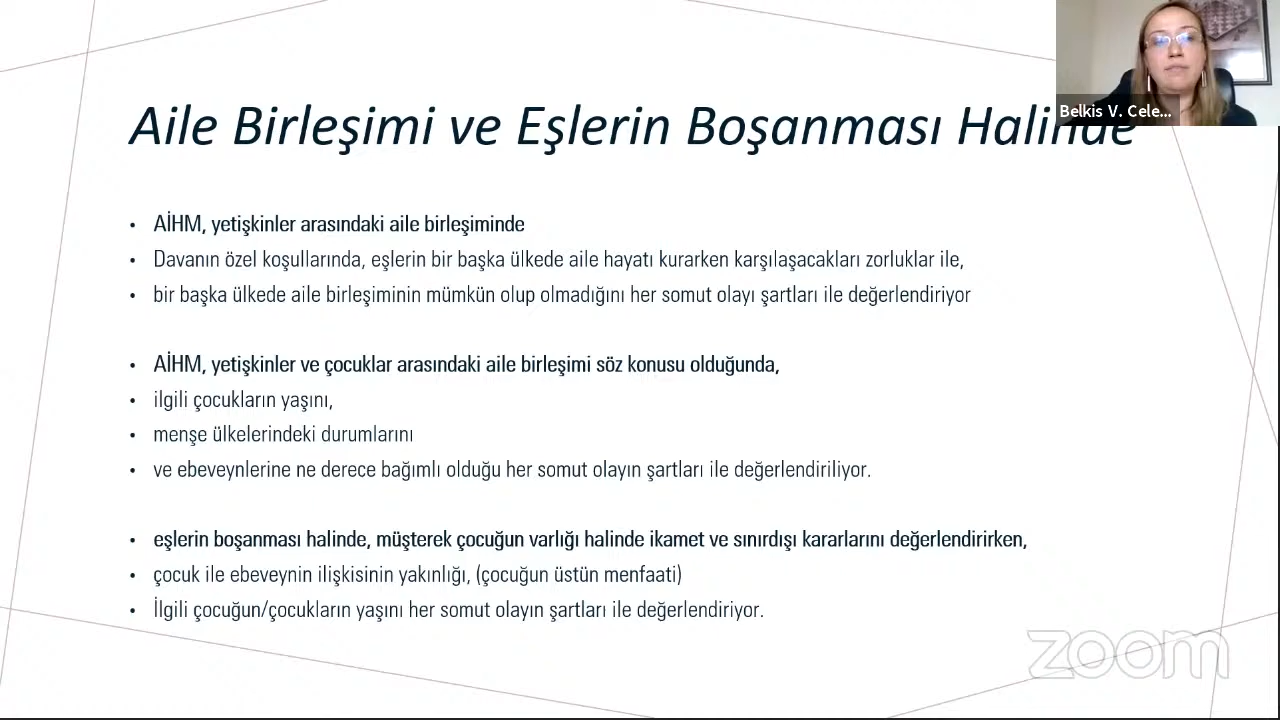 Belkis V. Cele...
Aile Birleşimi ve Eşlerin Boşanması Halinde
• AİHM, yetişkinler arasındaki aile birleşiminde
• Davanın özel koşullarında, eşlerin bir başka ülkede aile hayatı kurarken karşılaşacakları zorluklar ile,
• bir başka ülkede aile birleşiminin mümkün olup olmadığını her somut olayı şartları ile değerlendiriyor
• AİHM, yetişkinler ve çocuklar arasındaki aile birleşimi söz konusu olduğunda,
• ilgili çocukların yaşını,
• menşe ülkelerindeki durumlarını
• ve ebeveynlerine ne derece bağımlı olduğu her somut olayın şartları ile değerlendiriliyor.
• eşlerin boşanması halinde, müşterek çocuğun varlığı halinde ikamet ve sınırdışı kararlarını değerlendirirken,
• çocuk ile ebeveynin ilişkisinin yakınlığı, (çocuğun üstün menfaati)
• İlgili çocuğun/çocukların yaşını her somut olayın şartları ile değerlendiriyor.
zoom